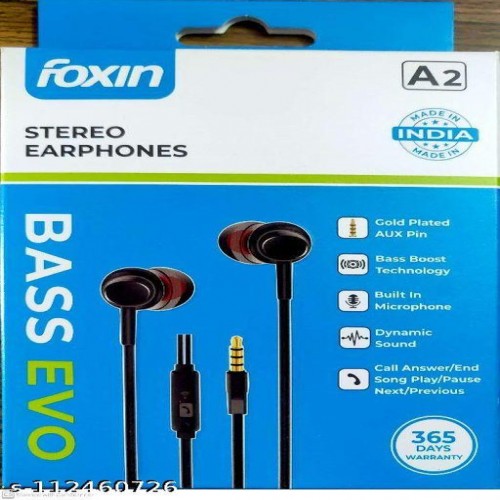 foxin
A2
STEREO
EARPHONES
MADE IN
INDIA
MADE IN
BASS EVO
Gold Plated
AUX Pin
Bass Boost
Technology
Built In
Microphone
Dynamic
Sound
Call Answer/End
Song Play/Pause
Next/Previous
365
DAYS
WARRANTY
s-112460726